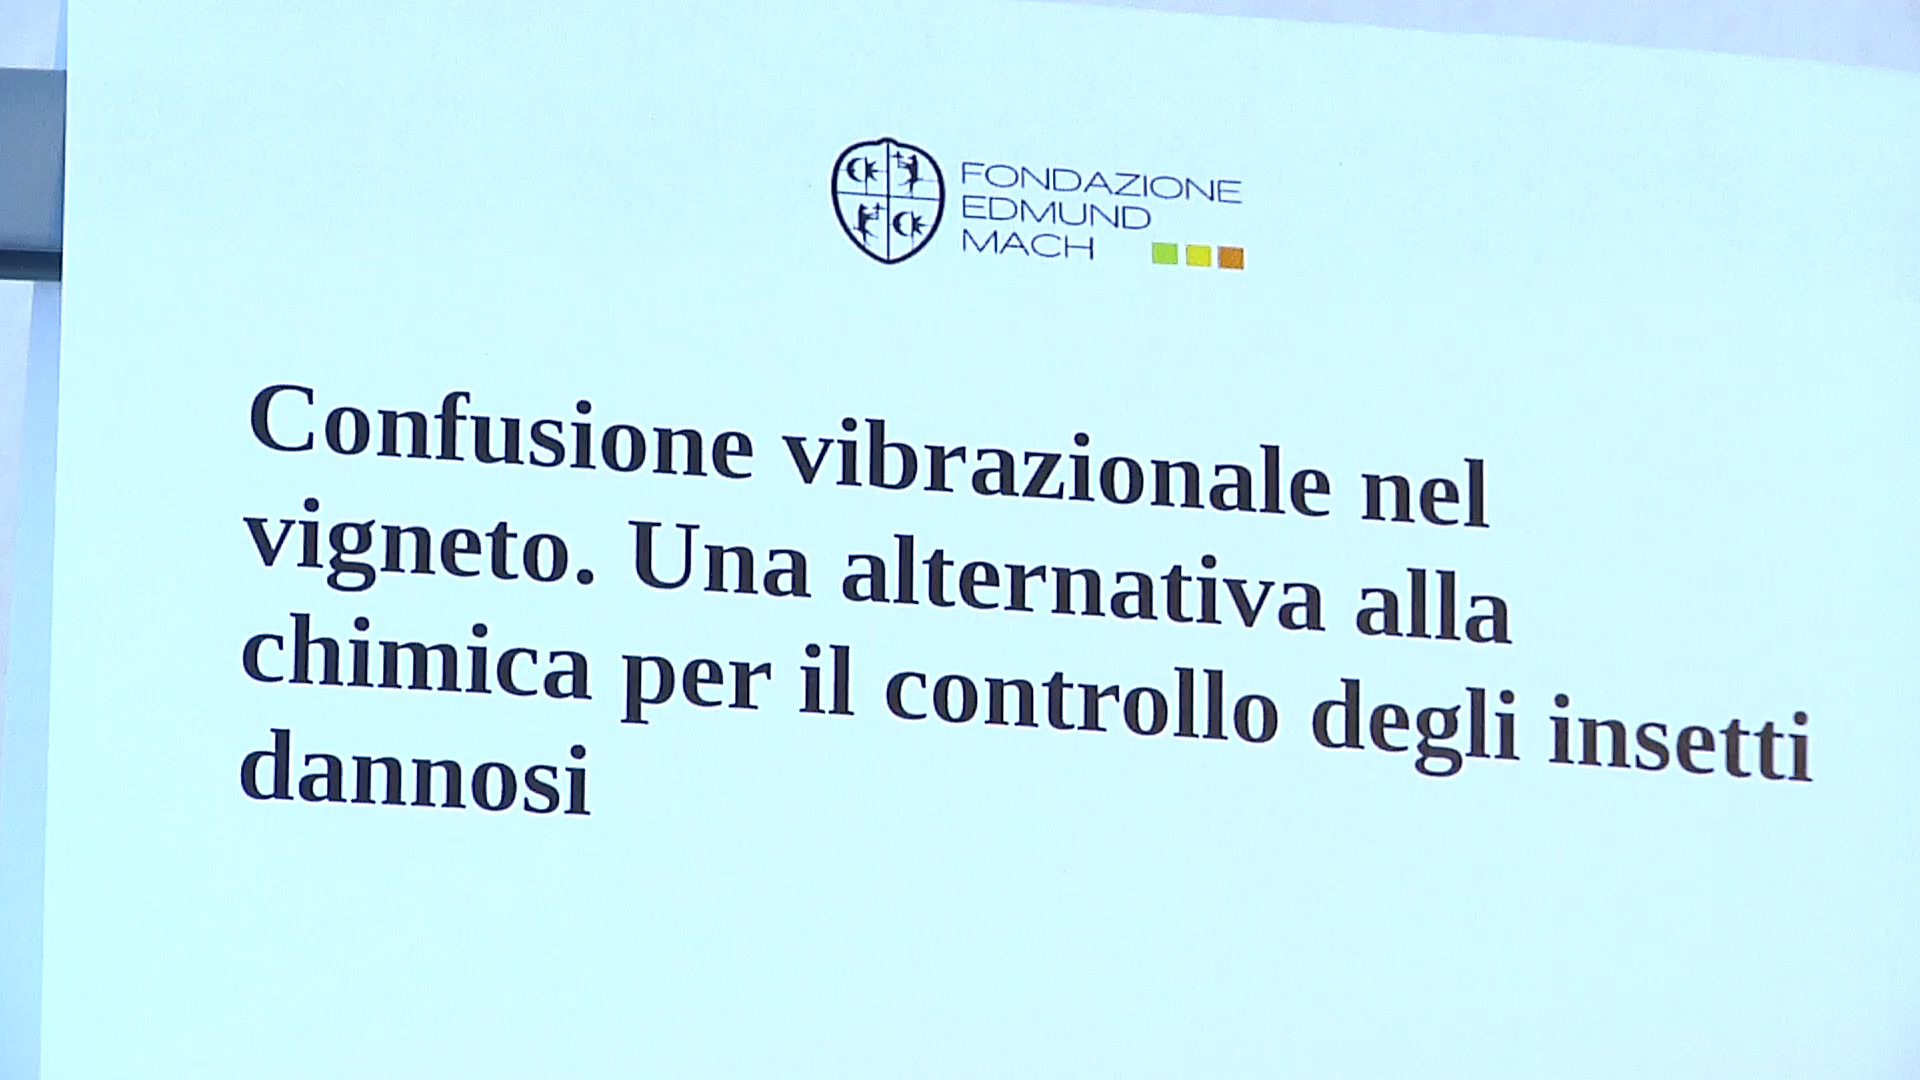 FONDAZIONE
EDMUND
MACH
Confusione vibrazionale nel
vigneto. Una alternativa alla
chimica per il controllo degli insetti
dannosi